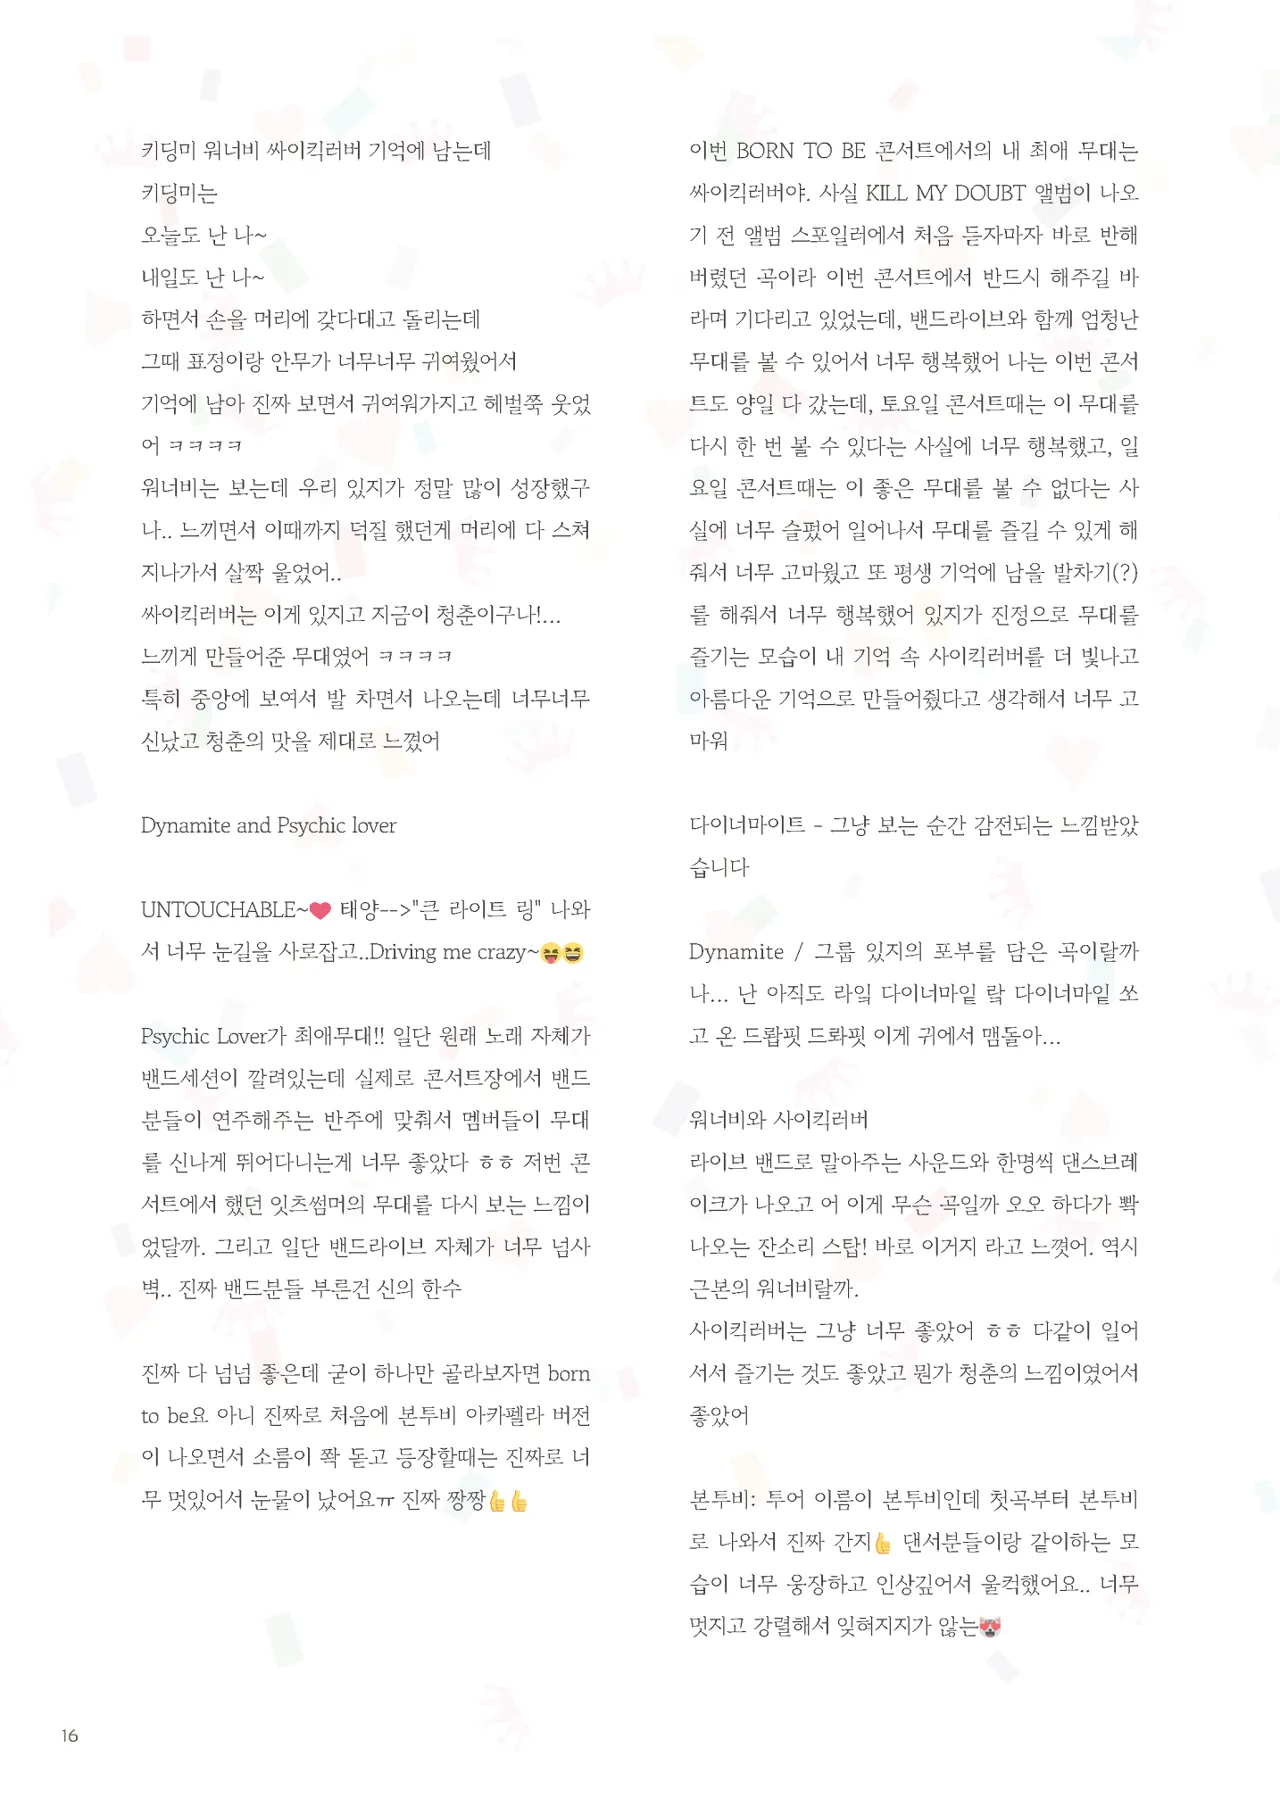 키딩미 워너비 싸이킥러버 기억에 남는데
키딩미는
오늘도 난 나~
내일도 난 나~
하면서 손을 머리에 갖다대고 돌리는데
그때 표정이랑 안무가 너무너무 귀여웠어서
기억에 남아 진짜 보면서 귀여워가지고 헤벌쭉 웃었
어 ㅋㅋㅋㅋ
워너비는 보는데 우리 있지가 정말 많이 성장했구
나.. 느끼면서 이때까지 덕질 했던게 머리에 다 스쳐
지나가서 살짝 울었어..
싸이킥러버는 이게 있지고 지금이 청춘이구나!...
느끼게 만들어준 무대였어 ㅋㅋㅋㅋ
특히 중앙에 보여서 발 차면서 나오는데 너무너무
신났고 청춘의 맛을 제대로 느꼈어
Dynamite and Psychic lover
UNTOUCHABLE~❤️ 태양-->"큰 라이트 링" 나와
서 너무 눈길을 사로잡고..Driving me crazy~😝😆
Psychic Lover가 최애무대!! 일단 원래 노래 자체가
밴드세션이 깔려있는데 실제로 콘서트장에서 밴드
분들이 연주해주는 반주에 맞춰서 멤버들이 무대
를 신나게 뛰어다니는게 너무 좋았다 ㅎㅎ 저번 콘
서트에서 했던 잇츠썸머의 무대를 다시 보는 느낌이
었달까. 그리고 일단 밴드라이브 자체가 너무 넘사
벽.. 진짜 밴드분들 부른건 신의 한수
진짜 다 넘넘 좋은데 굳이 하나만 골라보자면 born
to be요 아니 진짜로 처음에 본투비 아카펠라 버전
이 나오면서 소름이 쫙 돋고 등장할때는 진짜로 너
무 멋있어서 눈물이 났어요ㅠ 진짜 짱짱👍👍
이번 BORN TO BE 콘서트에서의 내 최애 무대는
싸이킥러버야. 사실 KILL MY DOUBT 앨범이 나오
기 전 앨범 스포일러에서 처음 듣자마자 바로 반해
버렸던 곡이라 이번 콘서트에서 반드시 해주길 바
라며 기다리고 있었는데, 밴드라이브와 함께 엄청난
무대를 볼 수 있어서 너무 행복했어 나는 이번 콘서
트도 양일 다 갔는데, 토요일 콘서트때는 이 무대를
다시 한 번 볼 수 있다는 사실에 너무 행복했고, 일
요일 콘서트때는 이 좋은 무대를 볼 수 없다는 사
실에 너무 슬펐어 일어나서 무대를 즐길 수 있게 해
줘서 너무 고마웠고 또 평생 기억에 남을 발차기(?)
를 해줘서 너무 행복했어 있지가 진정으로 무대를
즐기는 모습이 내 기억 속 사이킥러버를 더 빛나고
아름다운 기억으로 만들어줬다고 생각해서 너무 고
마워
다이너마이트 - 그냥 보는 순간 감전되는 느낌받았
습니다
Dynamite / 그룹 있지의 포부를 담은 곡이랄까
나... 난 아직도 라잌 다이너마잍 랔 다이너마잍 쏘
고 온 드롭핏 드롸핏 이게 귀에서 맴돌아...
워너비와 사이킥러버
라이브 밴드로 말아주는 사운드와 한명씩 댄스브레
이크가 나오고 어 이게 무슨 곡일까 오오 하다가 빡
나오는 잔소리 스탑! 바로 이거지 라고 느꼇어. 역시
근본의 워너비랄까.
사이킥러버는 그냥 너무 좋았어 ㅎㅎ 다같이 일어
서서 즐기는 것도 좋았고 뭔가 청춘의 느낌이였어서
좋았어
본투비: 투어 이름이 본투비인데 첫곡부터 본투비
로 나와서 진짜 간지👍 댄서분들이랑 같이하는 모
습이 너무 웅장하고 인상깊어서 울컥했어요.. 너무
멋지고 강렬해서 잊혀지지가 않는😻
16